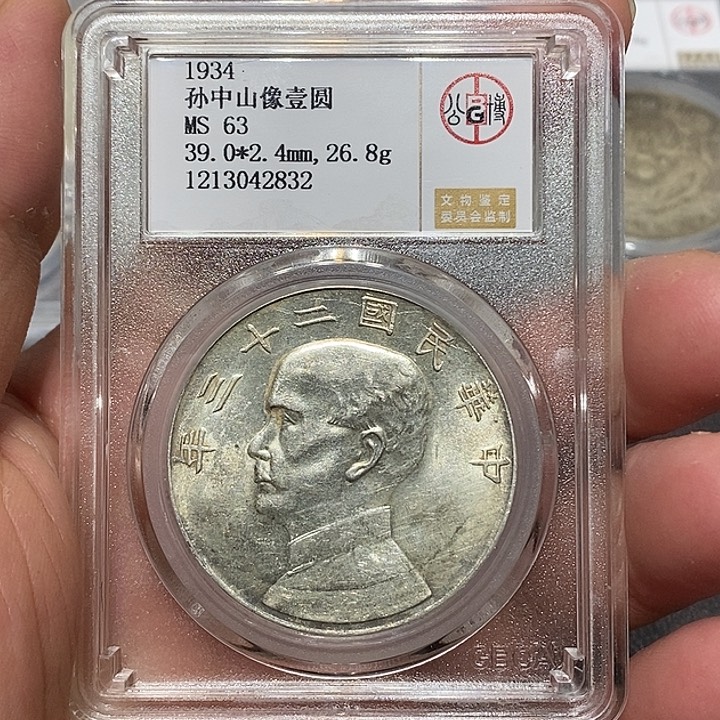 1934
孙中山像壹圆
MS 63
39.0*2.4mm,26.8g
1213042832
公G博
文物鉴定
委员会监制
中華民國二十三年